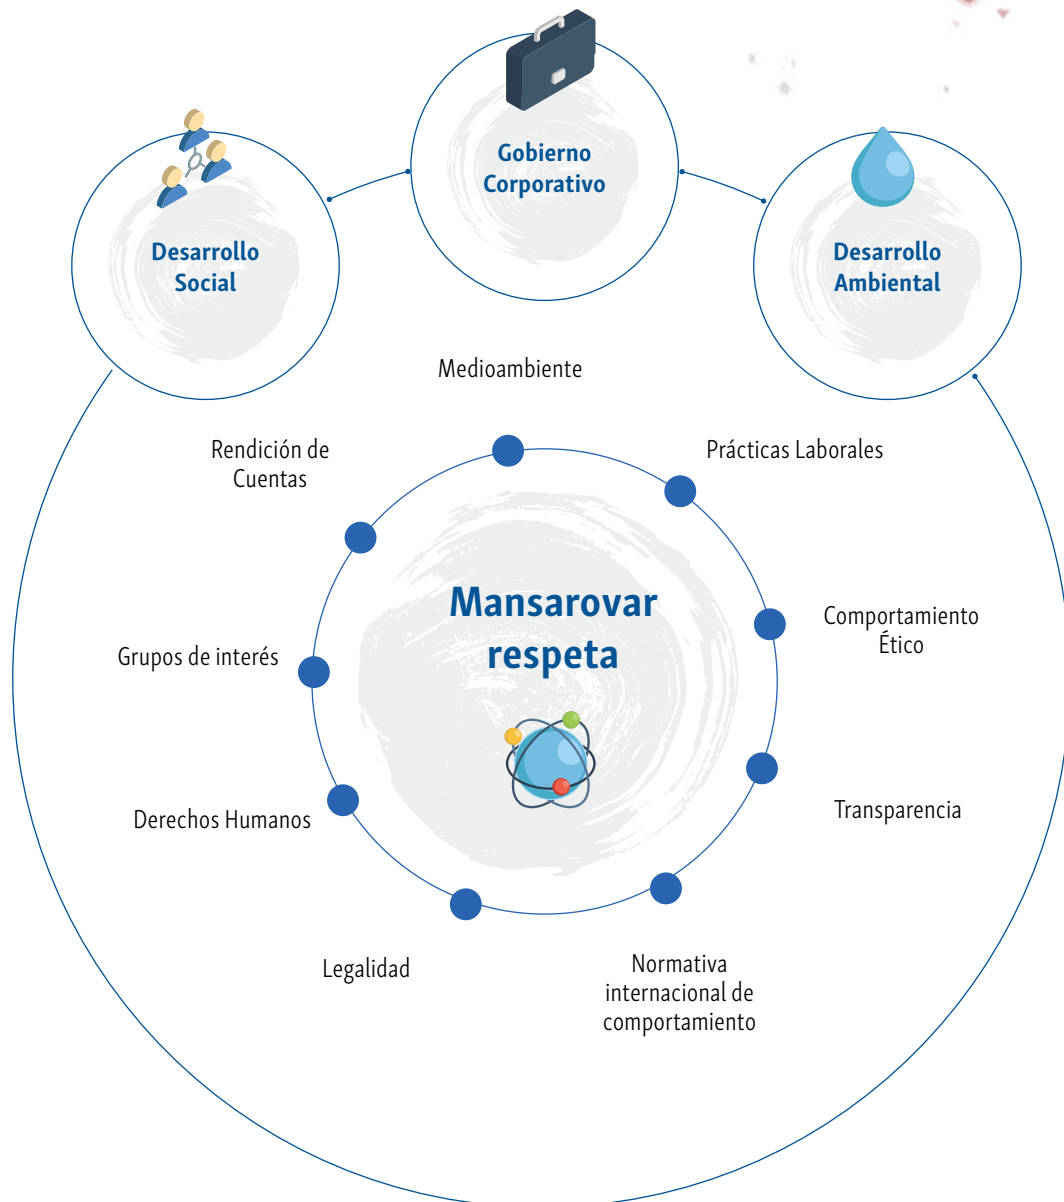 Gobierno
Corporativo
Desarrollo
Social
Desarrollo
Ambiental
Medioambiente
Rendición de
Cuentas
Prácticas Laborales
Mansarovar
respeta
Comportamiento
Ético
Grupos de interés
Derechos Humanos
Transparencia
Legalidad
Normativa
internacional de
comportamiento